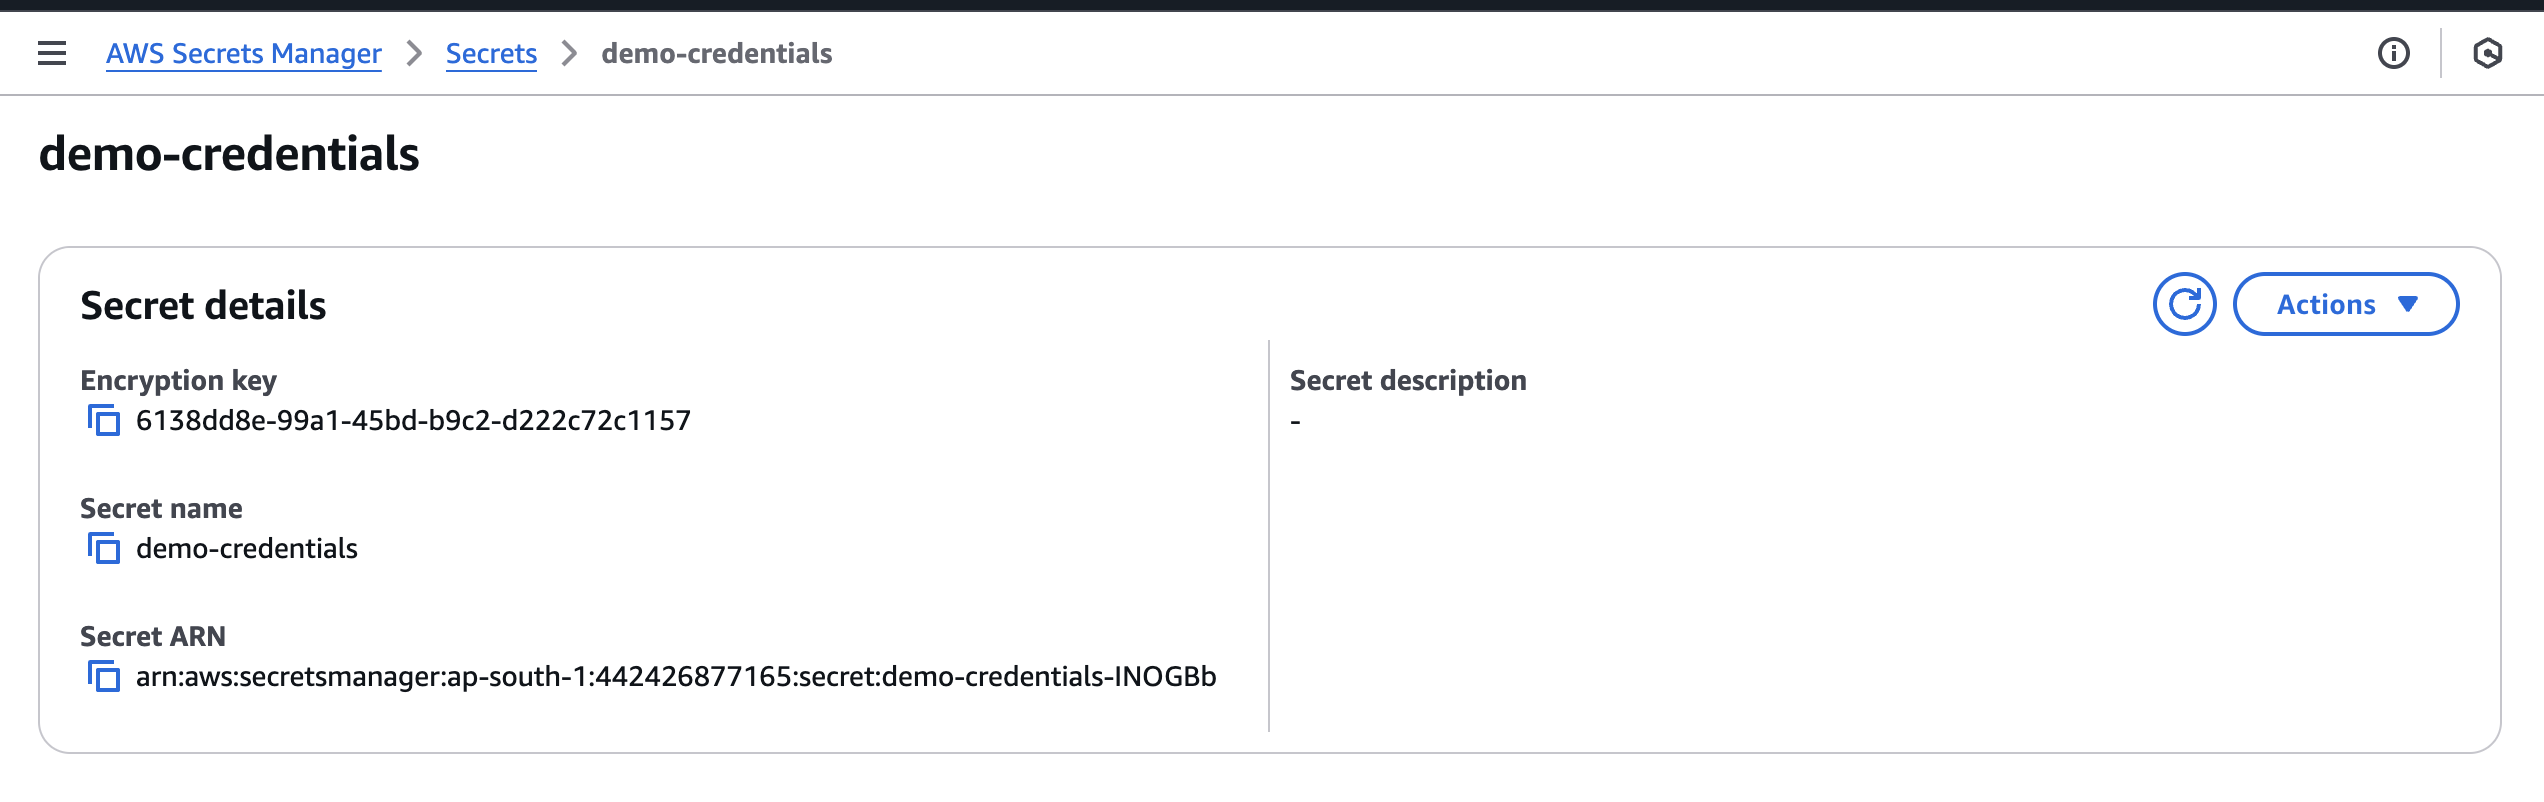 AWS Secrets Manager > Secrets > demo-credentials
demo-credentials
Secret details
Actions
Encryption key
6138dd8e-99a1-45bd-b9c2-d222c72c1157
Secret name
demo-credentials
Secret ARN
arn:aws:secretsmanager:ap-south-1:442426877165:secret:demo-credentials-INOGBb
Secret description
-